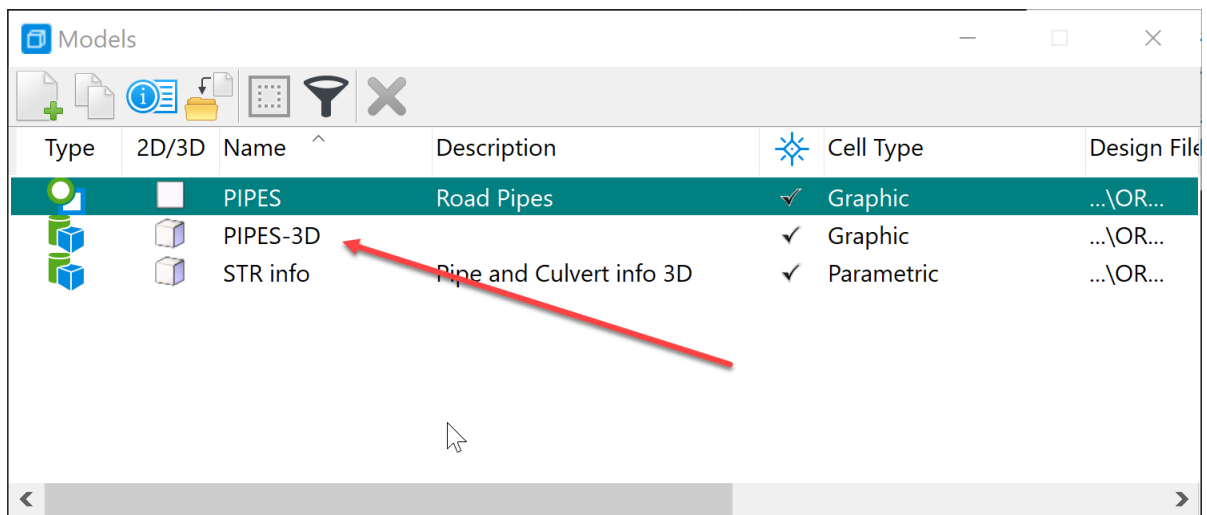 Models
Type 2D/3D Name Description Cell Type Design File
PIPES Road Pipes Graphic ...\OR...
PIPES-3D Graphic ...\OR...
STR info Pipe and Culvert info 3D Parametric ...\OR...